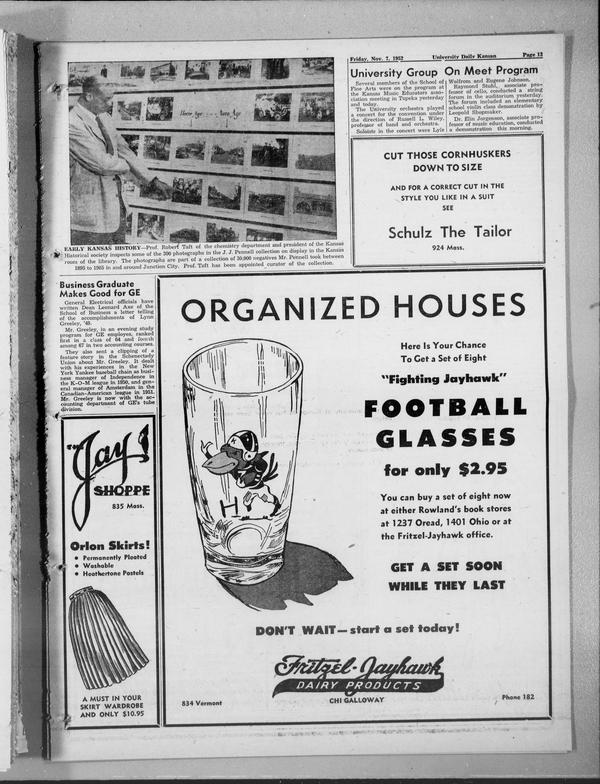 Friday, Nov. 7, 1952 University Daily Kansan Page 13
EARLY KANSAS HISTORY—Prof. Robert Taft of the chemistry department and president of the Kansas
Historical society inspects some of the 300 photographs in the J. J. Pennell collection on display in the Kansas
room of the library. The photographs are part of a collection of 30,000 negatives Mr. Pennell took between
1895 to 1905 in and around Junction City. Prof. Taft has been appointed curator of the collection.
University Group On Meet Program
Several members of the School of
Fine Arts were on the program at
the Kansas Music Educators asso-
ciation meeting in Topeka yesterday
and today.
The University orchestra played
a concert for the convention under
the direction of Russell L. Wiley,
professor of band and orchestra.
Soloists in the concert were Lyle
Wolfrom and Eugene Johnson.
Raymond Stuhl, associate pro-
fessor of cello, conducted a string
forum in the auditorium yesterday.
The forum included an elementary
school violin class demonstration by
Leopold Shopmaker.
Dr. Elin Jorgensen, associate pro-
fessor of music education, conducted
a demonstration this morning.
CUT THOSE CORNHUSKERS
DOWN TO SIZE
AND FOR A CORRECT CUT IN THE
STYLE YOU LIKE IN A SUIT
SEE
Schulz The Tailor
924 Mass.
Business Graduate
Makes Good for GE
General Electrical officials have
written Dean Leonard Axe of the
School of Business a letter telling
of the accomplishments of Lynn
Greeley, '49.
Mr. Greeley, in an evening study
program for GE employes, ranked
first in a class of 64 and fourth
among 67 in two accounting courses.
They also sent a clipping of a
feature story in the Schenectady
Union about Mr. Greeley. It dealt
with his experiences in the New
York Yankee baseball chain as busi-
ness manager of Independence in
the K-O-M league in 1950, and gen-
eral manager of Amsterdam in the
Canadian-American league in 1951.
Mr. Greeley is now with the ac-
counting department of GE's tube
division.
Jay
SHOPPE
835 Mass.
Orlon Skirts!
• Permanently Pleated
• Washable
• Heathertone Pastels
A MUST IN YOUR
SKIRT WARDROBE
AND ONLY $10.95
ORGANIZED HOUSES
Here Is Your Chance
To Get a Set of Eight
"Fighting Jayhawk"
FOOTBALL
GLASSES
for only $2.95
You can buy a set of eight now
at either Rowland's book stores
at 1237 Oread, 1401 Ohio or at
the Fritzel-Jayhawk office.
GET A SET SOON
WHILE THEY LAST
DON'T WAIT—start a set today!
Fritzel-Jayhawk
DAIRY PRODUCTS
CHI GALLOWAY
834 Vermont
Phone 182